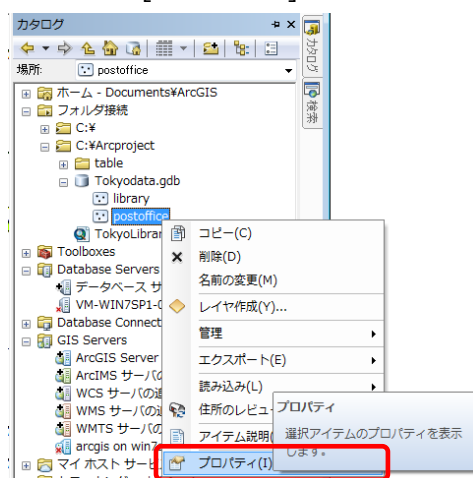 カタログ
場所: postoffice
ホーム - Documents¥ArcGIS
フォルダ接続
C:¥
C:¥Arcproject
table
Tokyodata.gdb
library
postoffice
TokyoLibrar
Toolboxes
Database Servers
データベース サ
VM-WIN7SP1-
Database Connect
GIS Servers
ArcGIS Server
ArcIMS サーバの
WCS サーバの追
WMS サーバの追
WMTS サーバの
arcgis on win7
マイ ホスト サービ
コピー(C)
削除(D)
名前の変更(M)
レイヤ作成(Y)...
管理
エクスポート(E)
読み込み(L)
住所のレビュー
アイテム説明(
プロパティ(I)
プロパティ
選択アイテムのプロパティを表示
します。
カタログ
検索